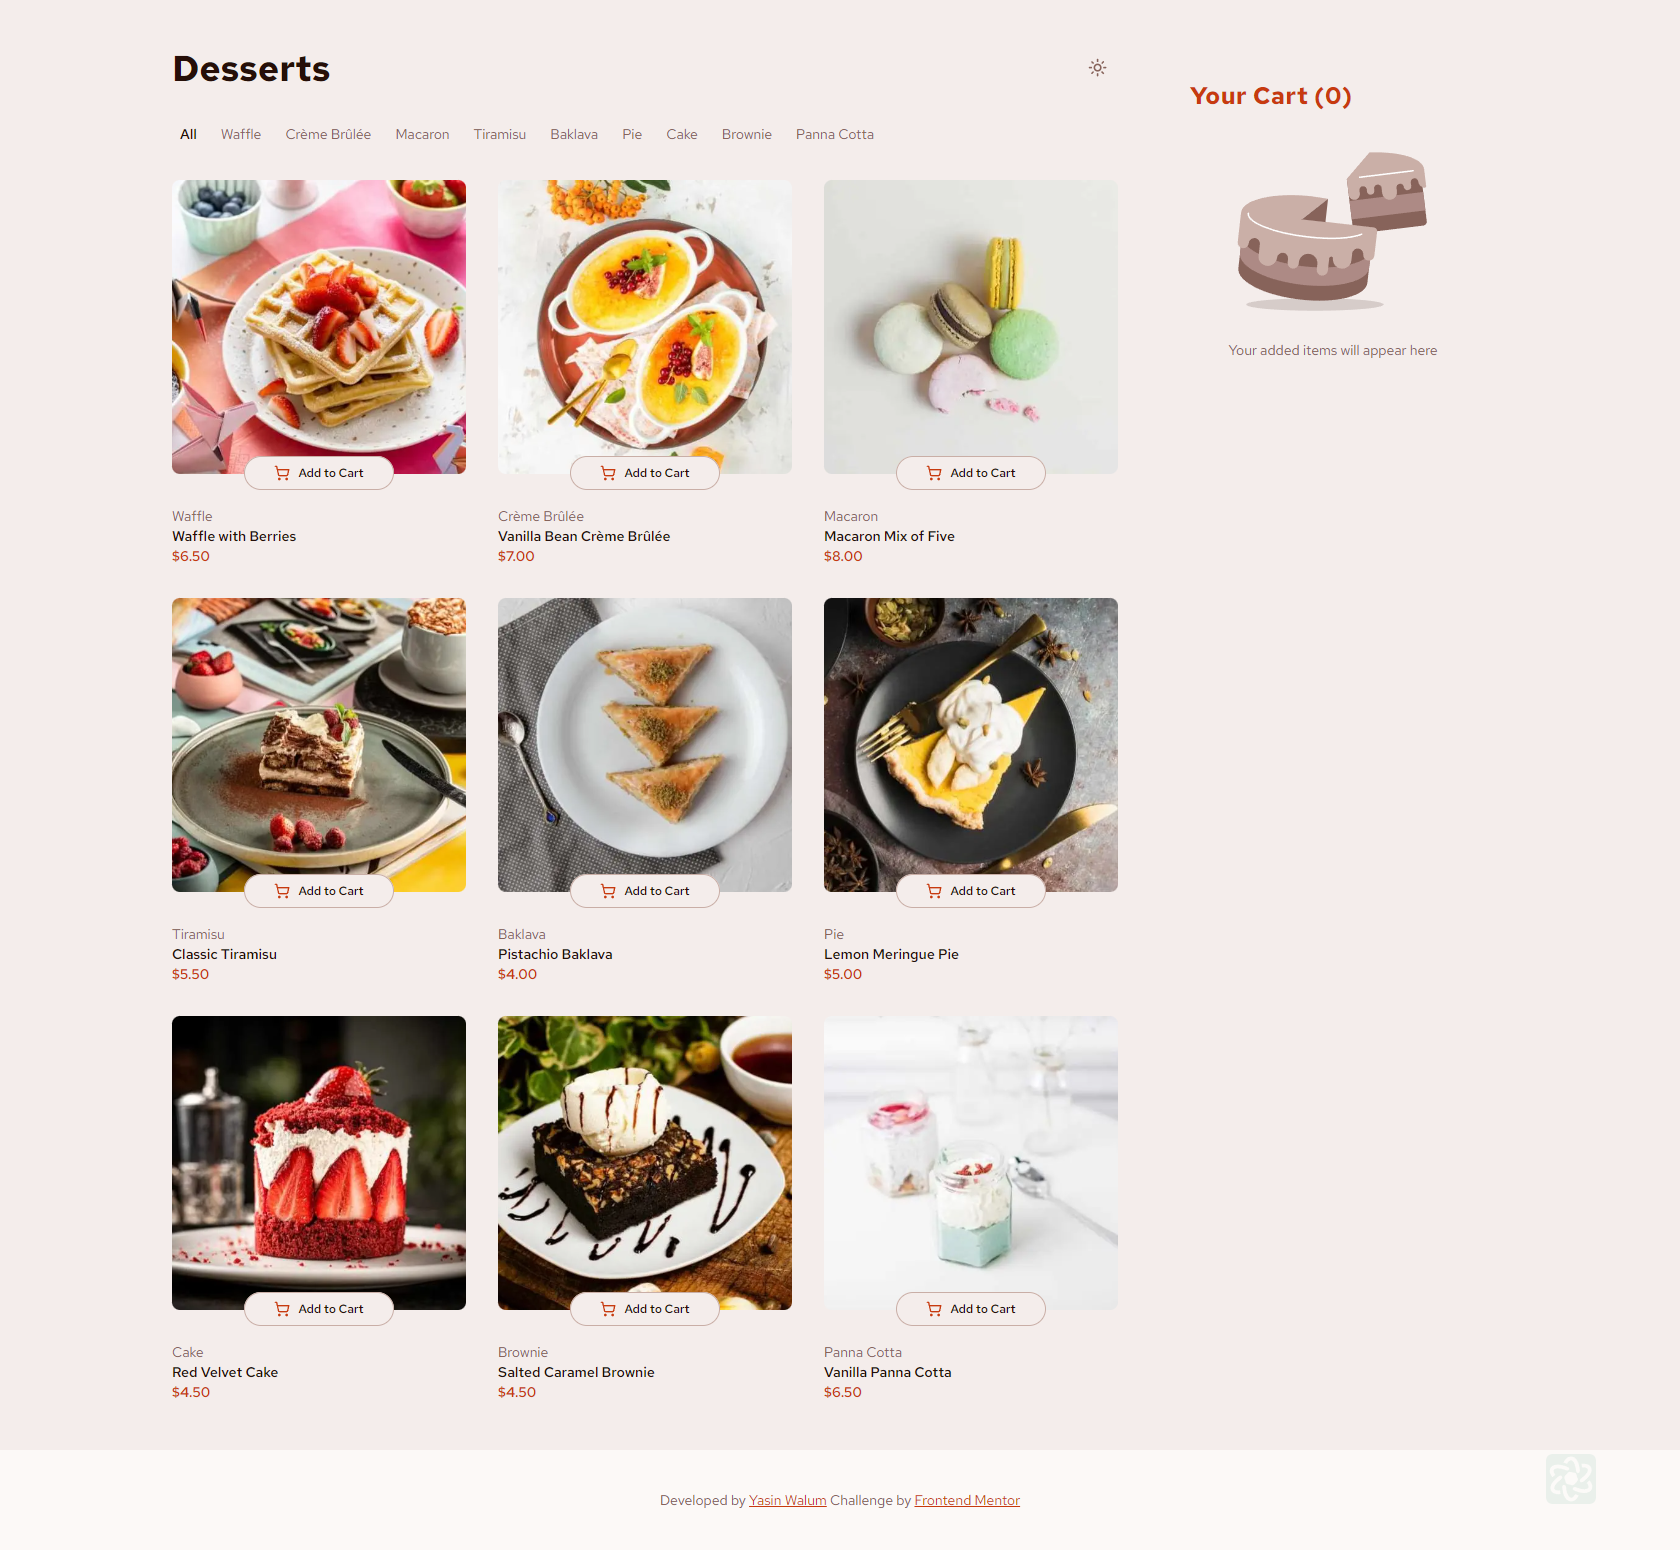 Desserts
All Waffle Crème Brûlée Macaron Tiramisu Baklava Pie Cake Brownie Panna Cotta
Add to Cart
Waffle
Waffle with Berries
$6.50
Add to Cart
Crème Brûlée
Vanilla Bean Crème Brûlée
$7.00
Add to Cart
Macaron
Macaron Mix of Five
$8.00
Add to Cart
Tiramisu
Classic Tiramisu
$5.50
Add to Cart
Baklava
Pistachio Baklava
$4.00
Add to Cart
Pie
Lemon Meringue Pie
$5.00
Add to Cart
Cake
Red Velvet Cake
$4.50
Add to Cart
Brownie
Salted Caramel Brownie
$4.50
Add to Cart
Panna Cotta
Vanilla Panna Cotta
$6.50
Your Cart (0)
Your added items will appear here
Developed by Yasin Walum Challenge by Frontend Mentor